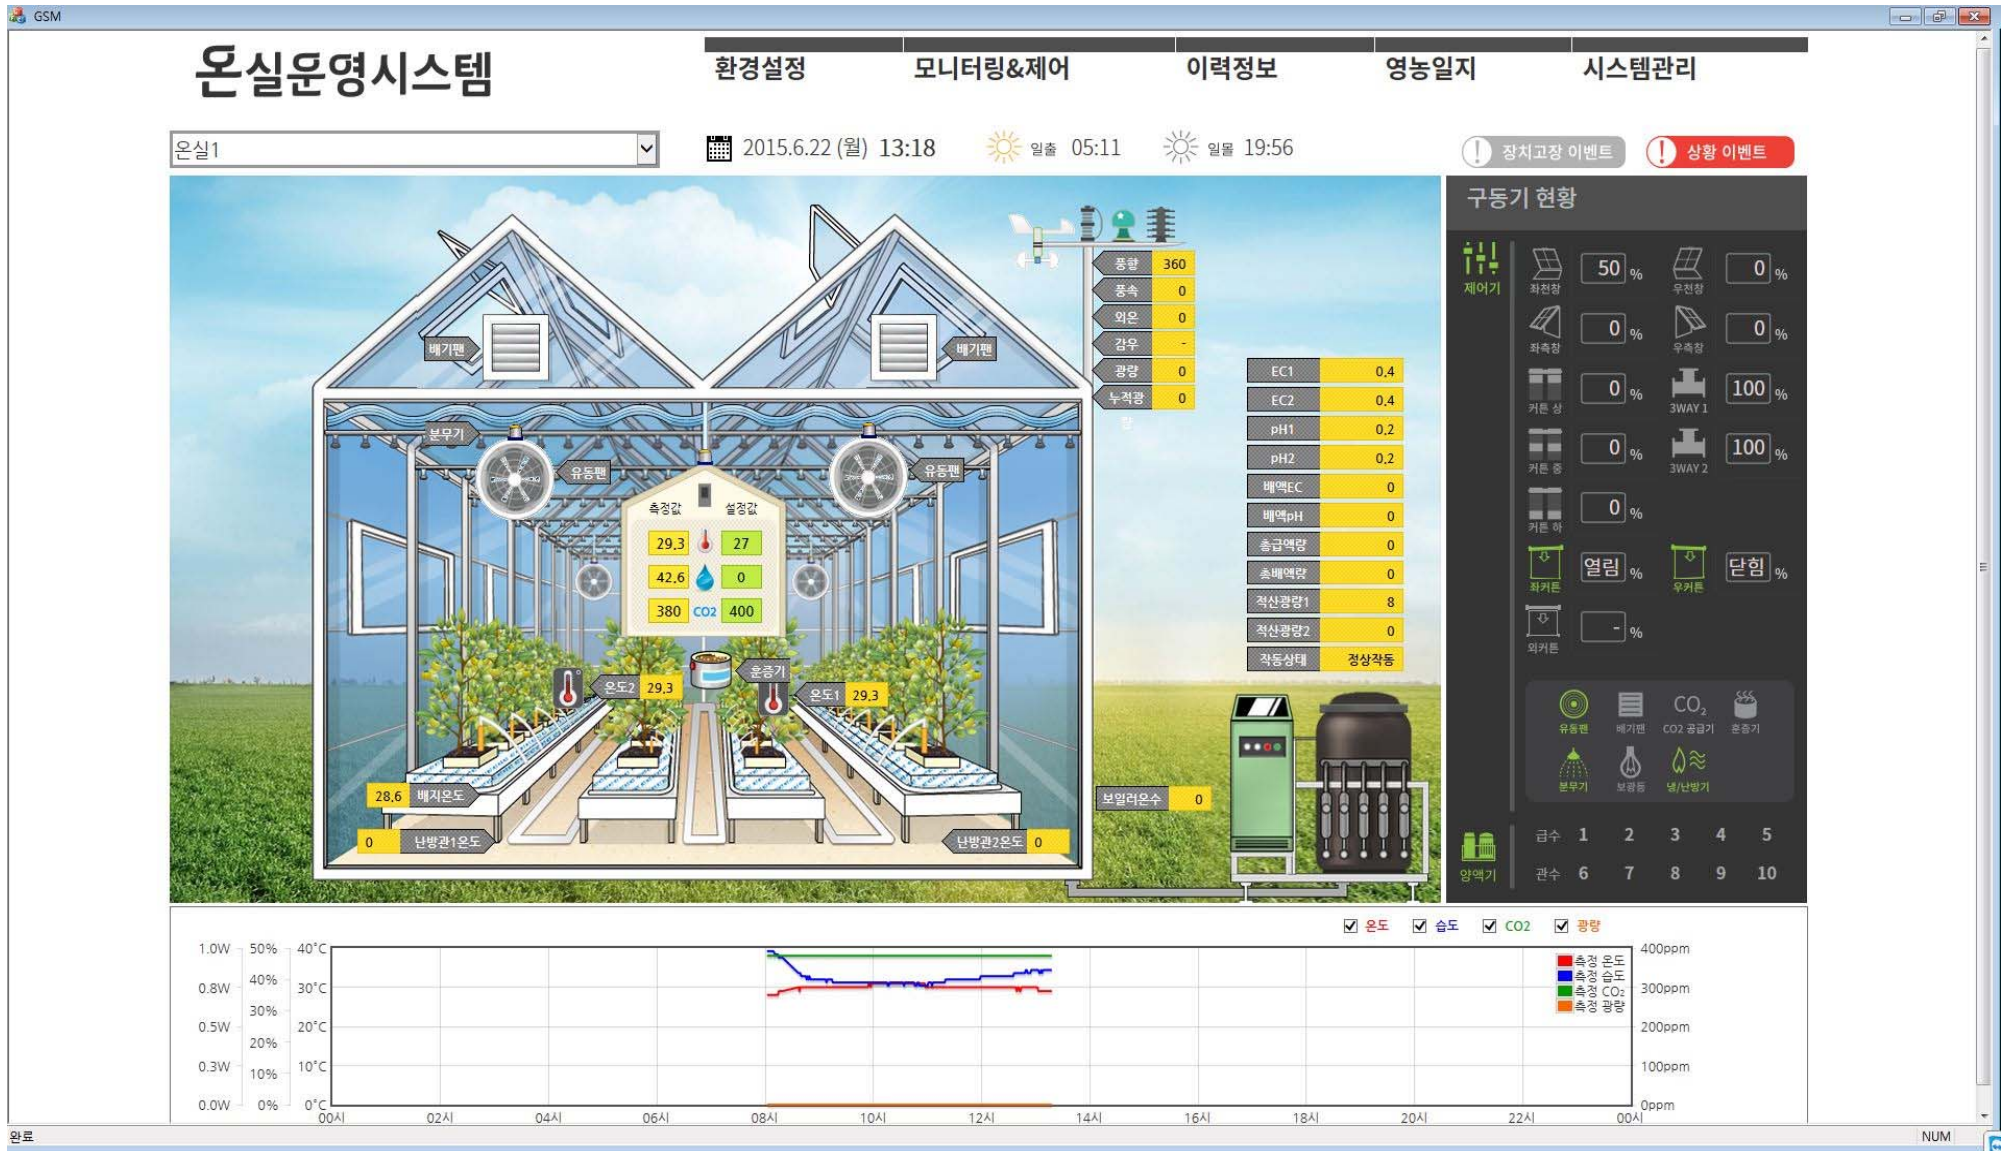 GSM
온실운영시스템
환경설정 모니터링&제어 이력정보 영농일지 시스템관리
온실1
2015.6.22 (월) 13:18 일출 05:11 일몰 19:56
장치고장 이벤트 상황 이벤트
풍향 360
풍속 0
외온 0
감우 -
광량 0
누적광량 0
배기팬 배기팬
분무기
유동팬 유동팬
측정값 설정값
29.3 27
42.6 0
380 CO2 400
훈증기
온도2 29.3
온도1 29.3
28.6 배지온도
0 난방관1온도
난방관2온도 0
EC1 0.4
EC2 0.4
pH1 0.2
pH2 0.2
배액EC 0
배액pH 0
총급액량 0
총배액량 0
적산광량1 8
적산광량2 0
작동상태 정상작동
보일러온수 0
구동기 현황
제어기
좌천창 50 % 우천창 0 %
좌측창 0 % 우측창 0 %
커튼 상 0 % 3WAY 1 100 %
커튼 중 0 % 3WAY 2 100 %
커튼 하 0 %
좌커튼 열림 % 우커튼 닫힘 %
외커튼 - %
CO₂
유동팬 배기팬 CO2 공급기 훈증기
분무기 보광등 냉/난방기
양액기
급수 1 2 3 4 5
관수 6 7 8 9 10
온도 습도 CO2 광량
1.0W 50% 40°C 400ppm
40%
0.8W 30°C 300ppm
30%
0.5W 20°C 200ppm
20%
0.3W 10°C 100ppm
10%
0.0W 0% 0°C 0ppm
측정 온도
측정 습도
측정 CO₂
측정 광량
00시 02시 04시 06시 08시 10시 12시 14시 16시 18시 20시 22시 00시
완료
NUM